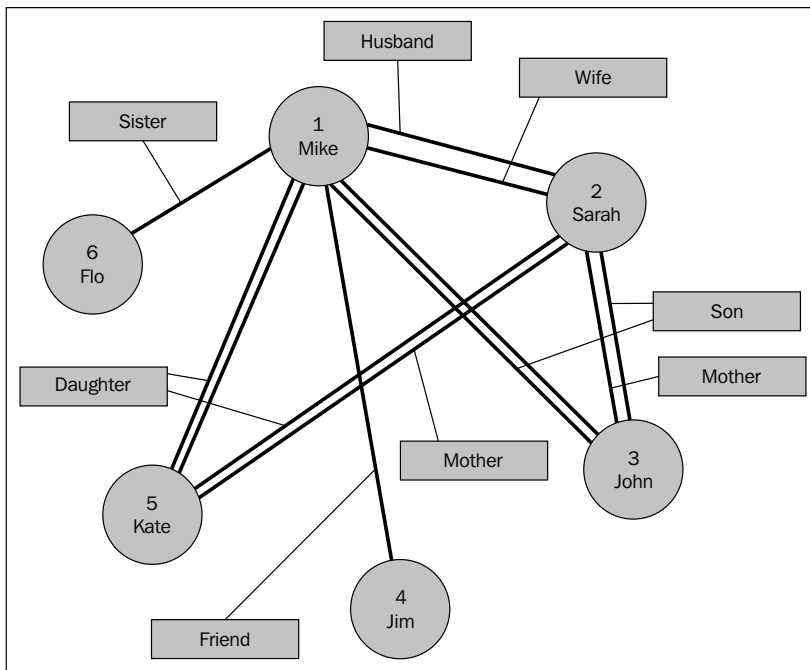 Husband
Wife
Sister
1
Mike
2
Sarah
6
Flo
Son
Daughter
Mother
Mother
3
John
5
Kate
4
Jim
Friend